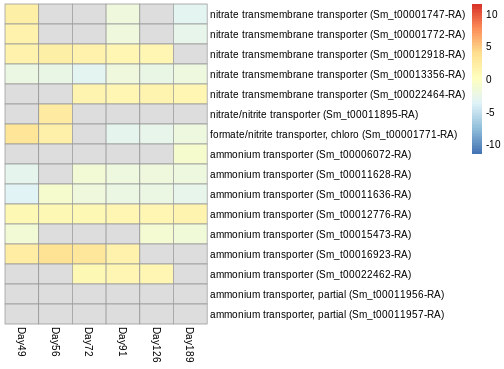 nitrate transmembrane transporter (Sm_t00001747-RA)
nitrate transmembrane transporter (Sm_t00001772-RA)
nitrate transmembrane transporter (Sm_t00012918-RA)
nitrate transmembrane transporter (Sm_t00013356-RA)
nitrate transmembrane transporter (Sm_t00022464-RA)
nitrate/nitrite transporter (Sm_t00011895-RA)
formate/nitrite transporter, chloro (Sm_t00001771-RA)
ammonium transporter (Sm_t00006072-RA)
ammonium transporter (Sm_t00011628-RA)
ammonium transporter (Sm_t00011636-RA)
ammonium transporter (Sm_t00012776-RA)
ammonium transporter (Sm_t00015473-RA)
ammonium transporter (Sm_t00016923-RA)
ammonium transporter (Sm_t00022462-RA)
ammonium transporter, partial (Sm_t00011956-RA)
ammonium transporter, partial (Sm_t00011957-RA)
Day49
Day56
Day72
Day91
Day126
Day189
10
5
0
-5
-10